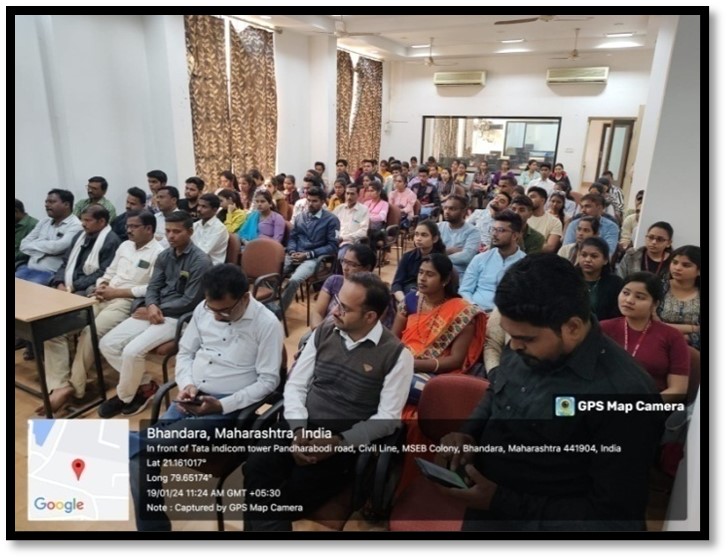 GPS Map Camera
Bhandara, Maharashtra, India
In front of Tata indicom tower Pandharabodi road, Civil Line, MSEB Colony, Bhandara, Maharashtra 441904, India
Lat 21.161017°
Long 79.65174°
19/01/24 11:24 AM GMT +05:30
Note : Captured by GPS Map Camera
Google